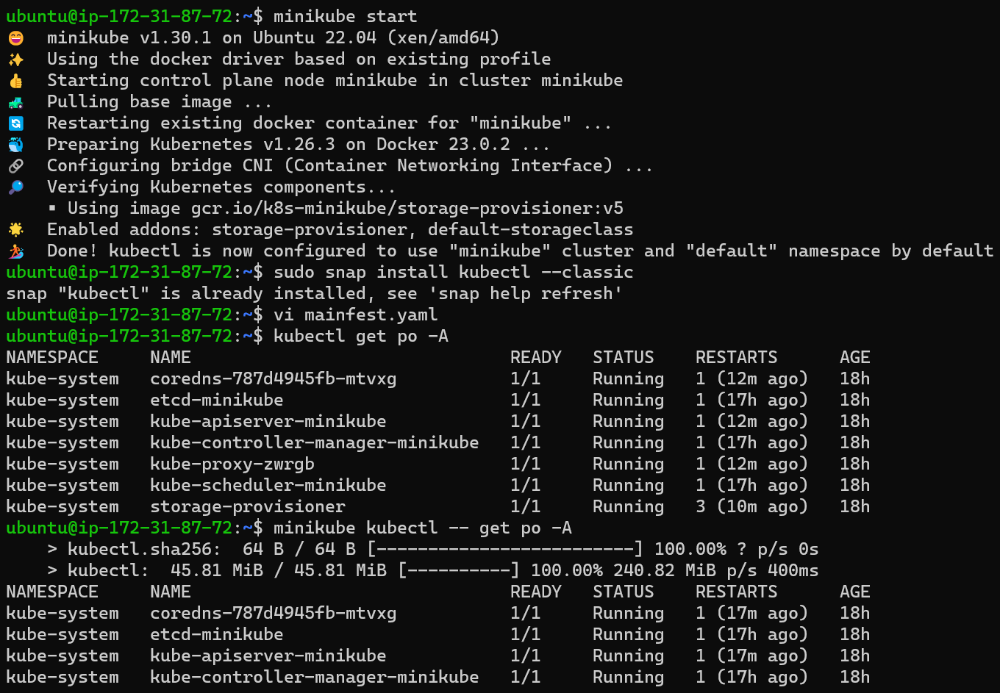 ubuntu@ip-172-31-87-72:~$ minikube start
😄 minikube v1.30.1 on Ubuntu 22.04 (xen/amd64)
✨ Using the docker driver based on existing profile
👍 Starting control plane node minikube in cluster minikube
🚜 Pulling base image ...
🔄 Restarting existing docker container for "minikube" ...
🐳 Preparing Kubernetes v1.26.3 on Docker 23.0.2 ...
🔗 Configuring bridge CNI (Container Networking Interface) ...
🔎 Verifying Kubernetes components...
▪ Using image gcr.io/k8s-minikube/storage-provisioner:v5
🌟 Enabled addons: storage-provisioner, default-storageclass
🏄 Done! kubectl is now configured to use "minikube" cluster and "default" namespace by default
ubuntu@ip-172-31-87-72:~$ sudo snap install kubectl --classic
snap "kubectl" is already installed, see 'snap help refresh'
ubuntu@ip-172-31-87-72:~$ vi mainfest.yaml
ubuntu@ip-172-31-87-72:~$ kubectl get po -A
NAMESPACE NAME READY STATUS RESTARTS AGE
kube-system coredns-787d4945fb-mtvxg 1/1 Running 1 (12m ago) 18h
kube-system etcd-minikube 1/1 Running 1 (17h ago) 18h
kube-system kube-apiserver-minikube 1/1 Running 1 (12m ago) 18h
kube-system kube-controller-manager-minikube 1/1 Running 1 (17h ago) 18h
kube-system kube-proxy-zwrgb 1/1 Running 1 (12m ago) 18h
kube-system kube-scheduler-minikube 1/1 Running 1 (17h ago) 18h
kube-system storage-provisioner 1/1 Running 3 (10m ago) 18h
ubuntu@ip-172-31-87-72:~$ minikube kubectl -- get po -A
> kubectl.sha256: 64 B / 64 B [-------------------------] 100.00% ? p/s 0s
> kubectl: 45.81 MiB / 45.81 MiB [----------] 100.00% 240.82 MiB p/s 400ms
NAMESPACE NAME READY STATUS RESTARTS AGE
kube-system coredns-787d4945fb-mtvxg 1/1 Running 1 (17m ago) 18h
kube-system etcd-minikube 1/1 Running 1 (17h ago) 18h
kube-system kube-apiserver-minikube 1/1 Running 1 (17m ago) 18h
kube-system kube-controller-manager-minikube 1/1 Running 1 (17h ago) 18h